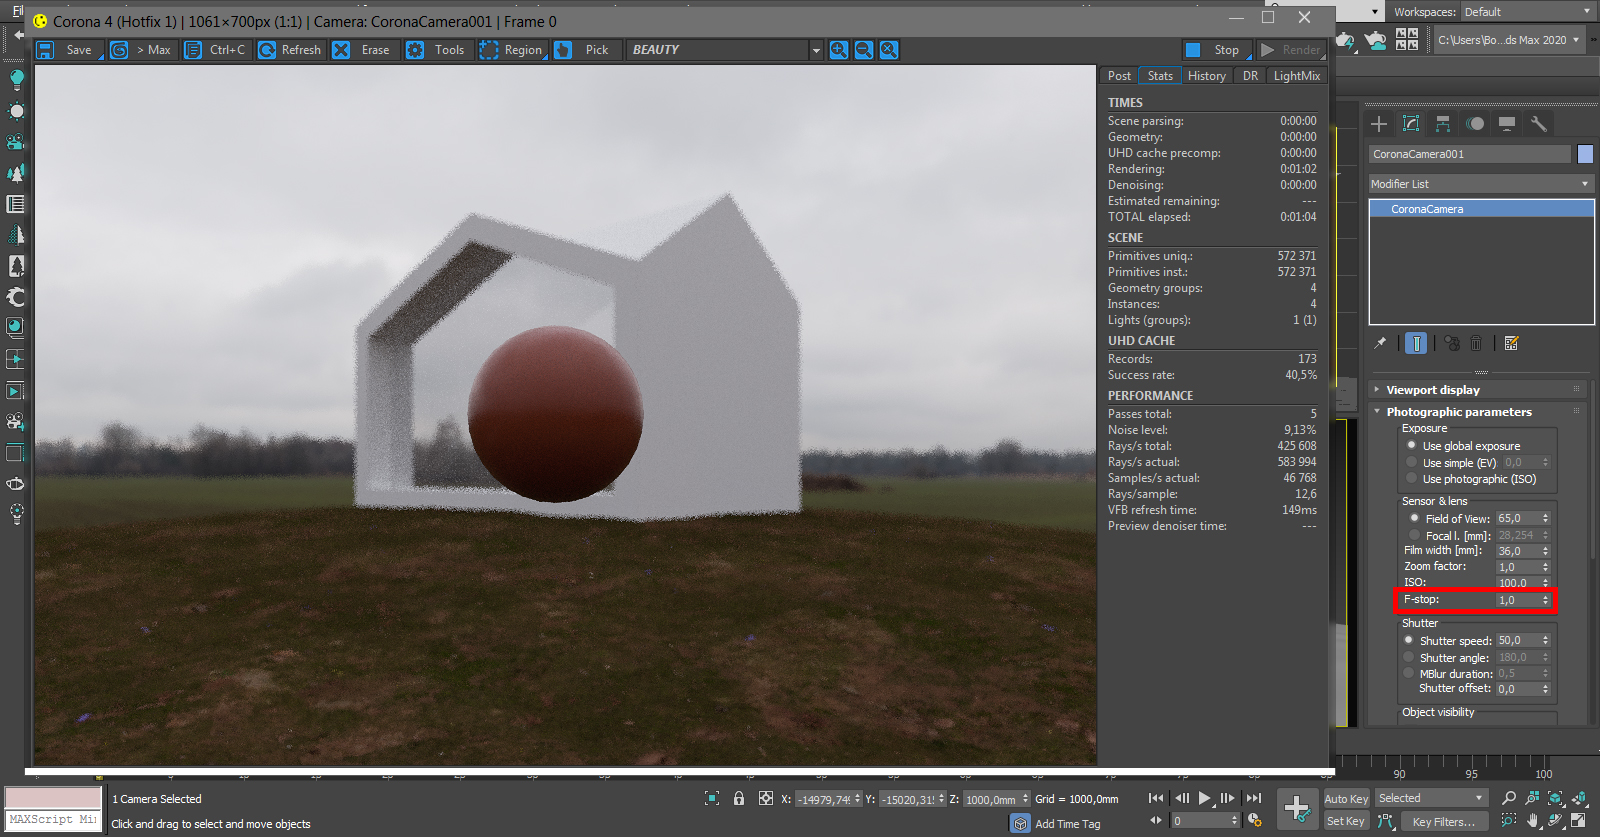 Corona 4 (Hotfix 1) | 1061×700px (1:1) | Camera: CoronaCamera001 | Frame 0
Workspaces: Default
Save > Max Ctrl+C Refresh Erase Tools Region Pick BEAUTY Stop Render
C:\Users\Bo...ds Max 2020
Post Stats History DR LightMix
TIMES
Scene parsing: 0:00:00
Geometry: 0:00:00
UHD cache precomp: 0:00:00
Rendering: 0:01:02
Denoising: 0:00:00
Estimated remaining: ---
TOTAL elapsed: 0:01:04
SCENE
Primitives uniq.: 572 371
Primitives inst.: 572 371
Geometry groups: 4
Instances: 4
Lights (groups): 1 (1)
UHD CACHE
Records: 173
Success rate: 40,5%
PERFORMANCE
Passes total: 5
Noise level: 9,13%
Rays/s total: 425 608
Rays/s actual: 583 994
Samples/s actual: 46 768
Rays/sample: 12,6
VFB refresh time: 149ms
Preview denoiser time: ---
CoronaCamera001
Modifier List
CoronaCamera
Viewport display
Photographic parameters
Exposure
Use global exposure
Use simple (EV) 0,0
Use photographic (ISO)
Sensor & lens
Field of View: 65,0
Focal l. [mm]: 28,254
Film width [mm]: 36,0
Zoom factor: 1,0
ISO: 100,0
F-stop: 1,0
Shutter
Shutter speed: 50,0
Shutter angle: 180,0
MBlur duration: 0,5
Shutter offset: 0,0
Object visibility
90 95 100
1 Camera Selected
X: -14979,749 Y: -15020,315 Z: 1000,0mm Grid = 1000,0mm
Auto Key Selected
MAXScript Mi
Click and drag to select and move objects
Add Time Tag
0
Set Key Key Filters...